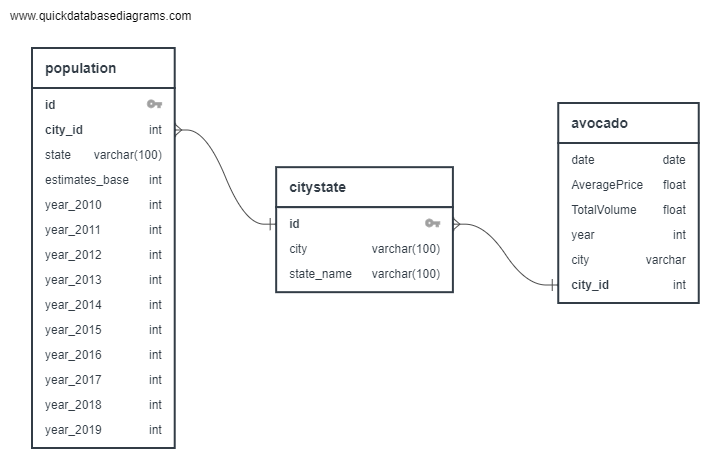 www.quickdatabasediagrams.com
population
id
city_id int
state varchar(100)
estimates_base int
year_2010 int
year_2011 int
year_2012 int
year_2013 int
year_2014 int
year_2015 int
year_2016 int
year_2017 int
year_2018 int
year_2019 int
citystate
id
city varchar(100)
state_name varchar(100)
avocado
date date
AveragePrice float
TotalVolume float
year int
city varchar
city_id int